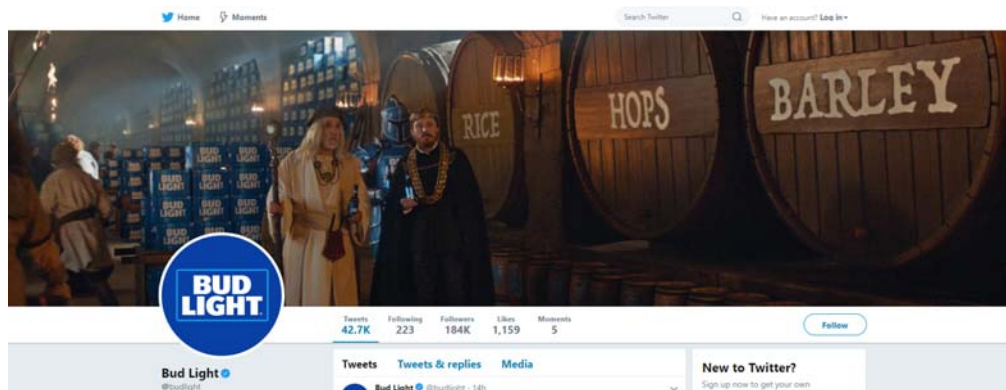 Home Moments
Search Twitter
Have an account? Log in
RICE
HOPS
BARLEY
BUD LIGHT BUD LIGHT BUD LIGHT
BUD LIGHT BUD LIGHT BUD LIGHT
BUD
LIGHT
Tweets Following Followers Likes Moments
42.7K 223 184K 1,159 5
Follow
Bud Light
@budlight
Tweets Tweets & replies Media
Bud Light @budlight · 14h
New to Twitter?
Sign up now to get your own